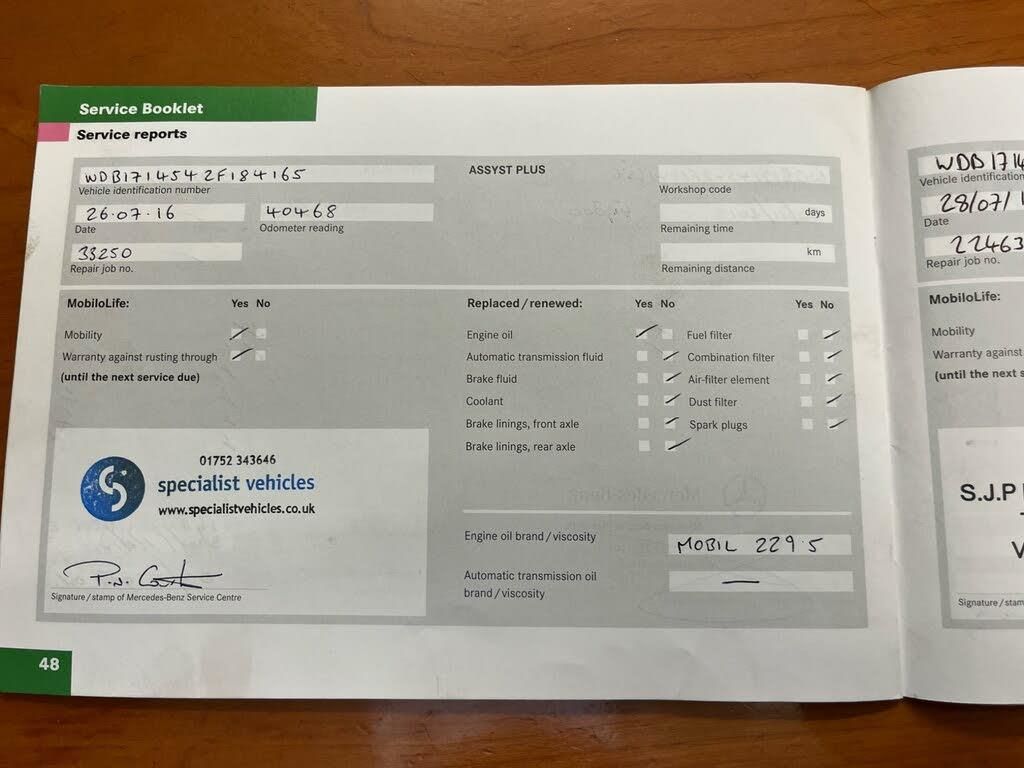 Service Booklet
Service reports
WDB1714542F184165
Vehicle identification number
26.07.16 40468
Date Odometer reading
33250
Repair job no.
ASSYST PLUS
Workshop code
days
Remaining time
km
Remaining distance
MobiloLife: Yes No
Mobility
Warranty against rusting through
(until the next service due)
Replaced/renewed: Yes No Yes No
Engine oil Fuel filter
Automatic transmission fluid Combination filter
Brake fluid Air-filter element
Coolant Dust filter
Brake linings, front axle Spark plugs
Brake linings, rear axle
01752 343646
specialist vehicles
www.specialistvehicles.co.uk
Signature/stamp of Mercedes-Benz Service Centre
Engine oil brand/viscosity MOBIL 229.5
Automatic transmission oil
brand/viscosity —
48
WDB1714
Vehicle identification
28/07/1
Date
22463
Repair job no.
MobiloLife:
Mobility
Warranty against
(until the next s
S.J.P
V
Signature/stam